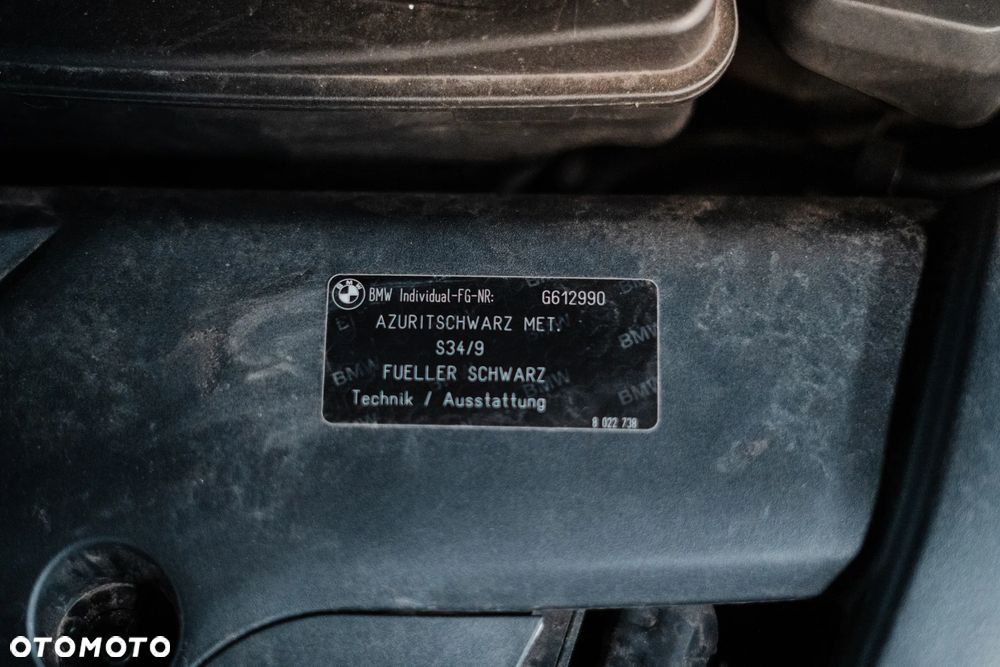 BMW Individual-FG-NR: G612990
AZURITSCHWARZ MET.
S34/9
FUELLER SCHWARZ
Technik / Ausstattung
8 022 738
OTOMOTO